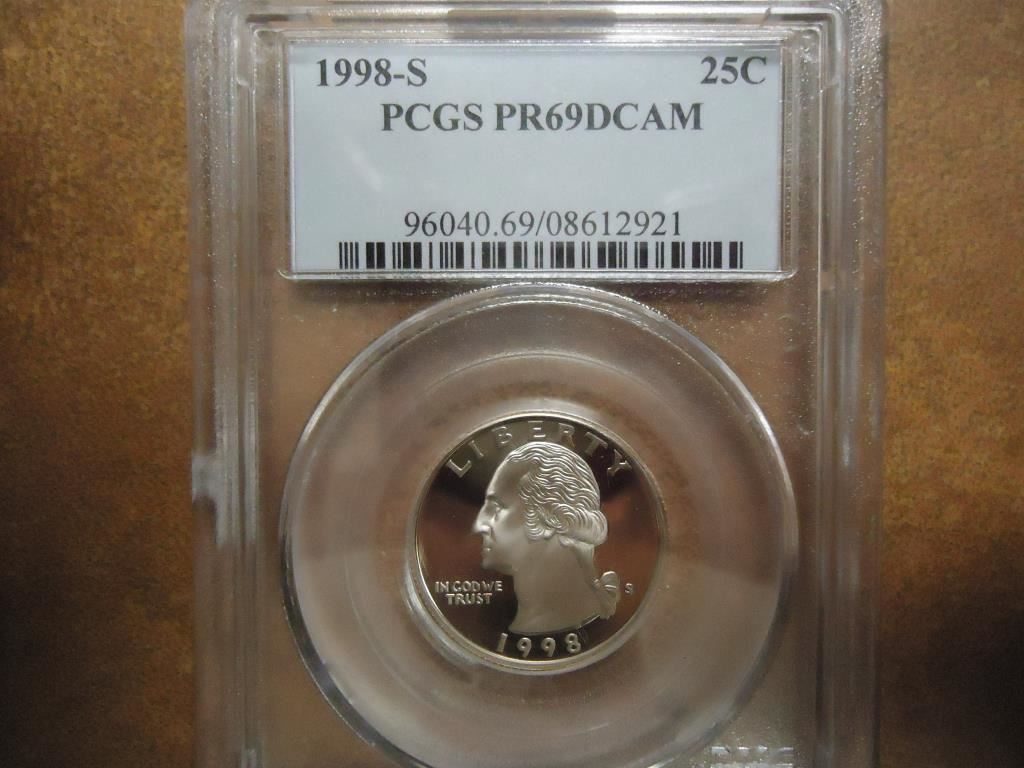 1998-S 25C
PCGS PR69DCAM
96040.69/08612921
LIBERTY
IN GOD WE
TRUST
S
1998